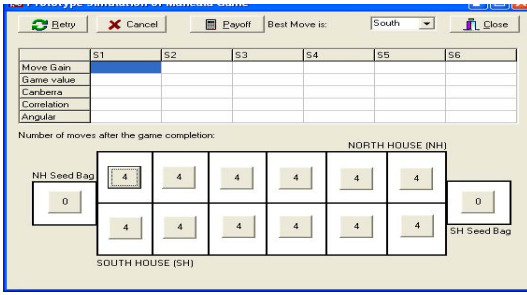 Prototype Simulation of Mancala Game
Retry Cancel Payoff Best Move is: South Close
S1 S2 S3 S4 S5 S6
Move Gain
Game value
Canberra
Correlation
Angular
Number of moves after the game completion:
NORTH HOUSE (NH)
NH Seed Bag
4 4 4 4 4 4
0 0
4 4 4 4 4 4
SH Seed Bag
SOUTH HOUSE (SH)